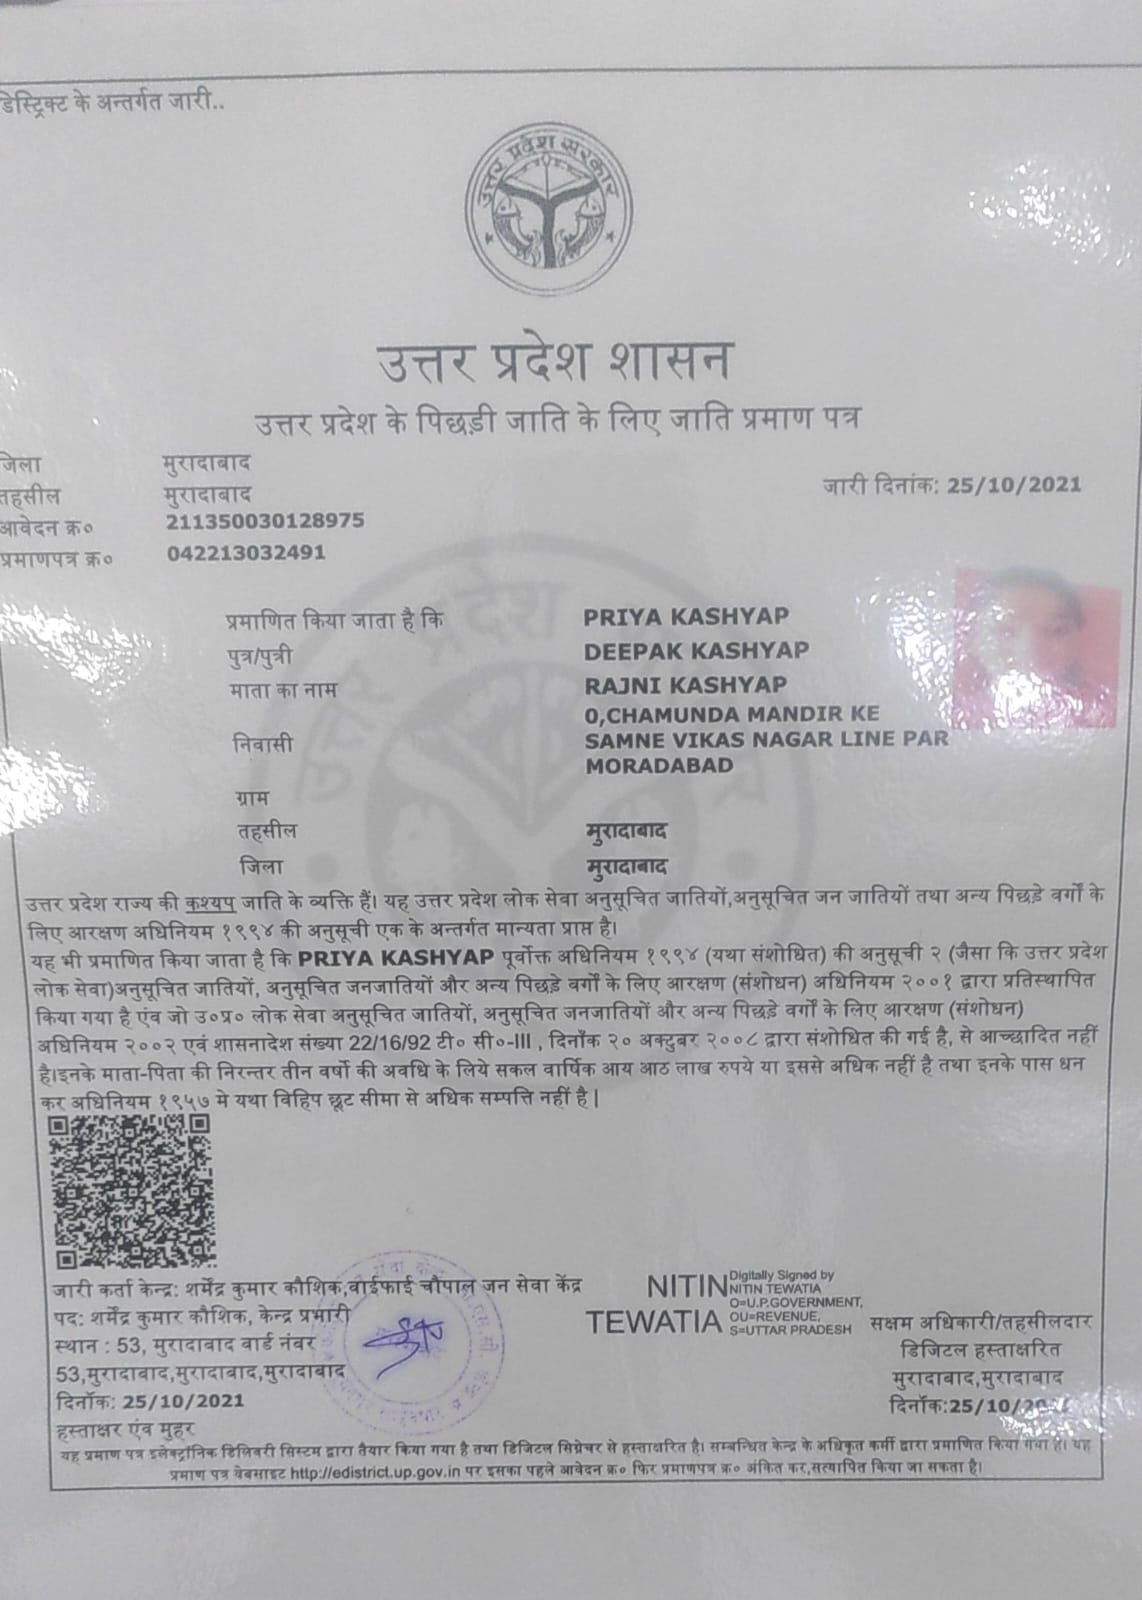 डिस्ट्रिक्ट के अन्तर्गत जारी..
उत्तर प्रदेश सरकार
उत्तर प्रदेश शासन
उत्तर प्रदेश के पिछड़ी जाति के लिए जाति प्रमाण पत्र
जिला मुरादाबाद
तहसील मुरादाबाद
जारी दिनांक: 25/10/2021
आवेदन क्र० 211350030128975
प्रमाणपत्र क्र० 042213032491
प्रमाणित किया जाता है कि PRIYA KASHYAP
पुत्र/पुत्री DEEPAK KASHYAP
माता का नाम RAJNI KASHYAP
0,CHAMUNDA MANDIR KE
निवासी SAMNE VIKAS NAGAR LINE PAR
MORADABAD
ग्राम
तहसील मुरादाबाद
जिला मुरादाबाद
उत्तर प्रदेश राज्य की कश्यप जाति के व्यक्ति हैं। यह उत्तर प्रदेश लोक सेवा अनुसूचित जातियों,अनुसूचित जन जातियों तथा अन्य पिछड़े वर्गों के
लिए आरक्षण अधिनियम १९९४ की अनुसूची एक के अन्तर्गत मान्यता प्राप्त है।
यह भी प्रमाणित किया जाता है कि PRIYA KASHYAP पूर्वोक्त अधिनियम १९९४ (यथा संशोधित) की अनुसूची २ (जैसा कि उत्तर प्रदेश
लोक सेवा)अनुसूचित जातियों, अनुसूचित जनजातियों और अन्य पिछड़े वर्गों के लिए आरक्षण (संशोधन) अधिनियम २००१ द्वारा प्रतिस्थापित
किया गया है एंव जो उ०प्र० लोक सेवा अनुसूचित जातियों, अनुसूचित जनजातियों और अन्य पिछड़े वर्गों के लिए आरक्षण (संशोधन)
अधिनियम २००२ एवं शासनादेश संख्या 22/16/92 टी० सी०-III , दिनाँक २० अक्टुबर २००८ द्वारा संशोधित की गई है, से आच्छादित नहीं
है।इनके माता-पिता की निरन्तर तीन वर्षो की अवधि के लिये सकल वार्षिक आय आठ लाख रुपये या इससे अधिक नहीं है तथा इनके पास धन
कर अधिनियम १९५७ मे यथा विहिप छूट सीमा से अधिक सम्पत्ति नहीं है |
जारी कर्ता केन्द्र: शर्मेंद्र कुमार कौशिक,वाईफाई चौपाल जन सेवा केंद्र
पद: शर्मेंद्र कुमार कौशिक, केन्द्र प्रभारी
स्थान : 53, मुरादाबाद वार्ड नंबर
53,मुरादाबाद,मुरादाबाद,मुरादाबाद
दिनॉक: 25/10/2021
हस्ताक्षर एंव मुहर
NITIN TEWATIA
Digitally Signed by
NITIN TEWATIA
O=U.P.GOVERNMENT,
OU=REVENUE,
S=UTTAR PRADESH
सक्षम अधिकारी/तहसीलदार
डिजिटल हस्ताक्षरित
मुरादाबाद,मुरादाबाद
दिनॉक:25/10/
यह प्रमाण पत्र इलेक्ट्रॉनिक डिलिवरी सिस्टम द्वारा तैयार किया गया है तथा डिजिटल सिग्नेचर से हस्ताक्षरित है। सम्बन्धित केन्द्र के अधिकृत कर्मी द्वारा प्रमाणित किया गया है। यह
प्रमाण पत्र वेबसाइट http://edistrict.up.gov.in पर इसका पहले आवेदन क्र० फिर प्रमाणपत्र क्र० अंकित कर,सत्यापित किया जा सकता है।